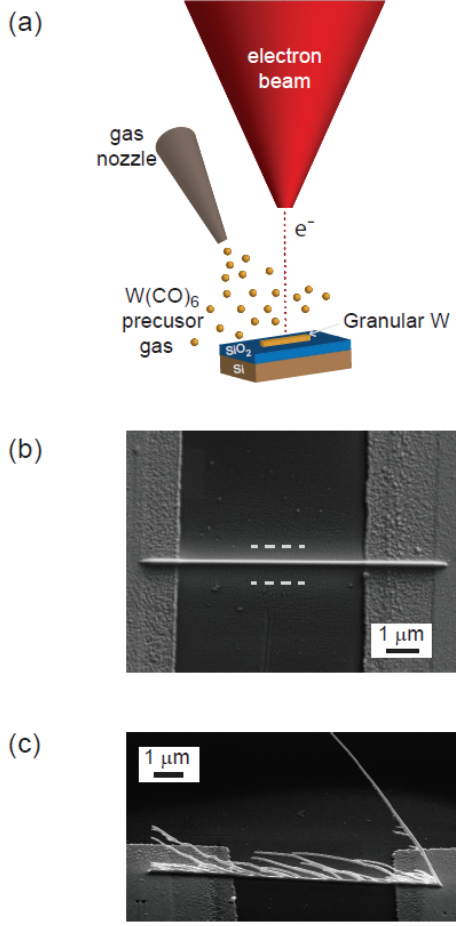 (a)
electron
beam
gas
nozzle
e⁻
W(CO)₆
precusor
gas
Granular W
SiO₂
Si
(b)
1 μm
(c)
1 μm